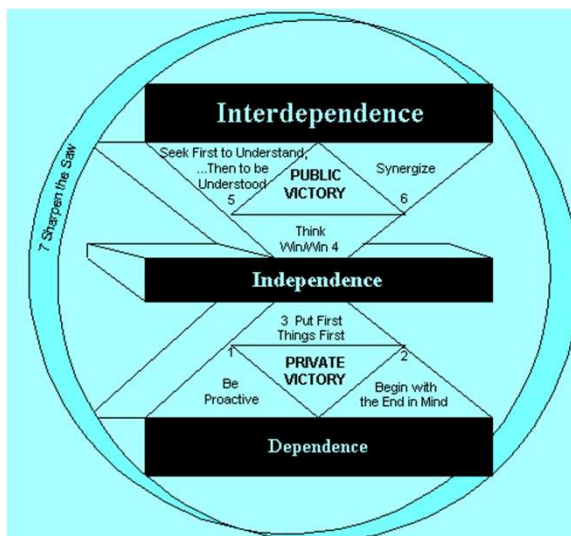 Interdependence
Seek First to Understand,
...Then to be
Understood
5
PUBLIC
VICTORY
Synergize
6
Think
Win/Win 4
7 Sharpen the Saw
Independence
3 Put First
Things First
1
2
PRIVATE
VICTORY
Be
Proactive
Begin with
the End in Mind
Dependence